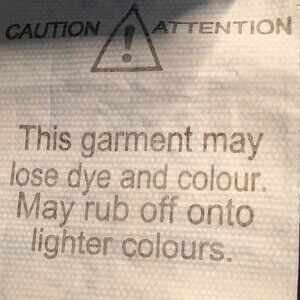 CAUTION ! ATTENTION
This garment may
lose dye and colour.
May rub off onto
lighter colours.